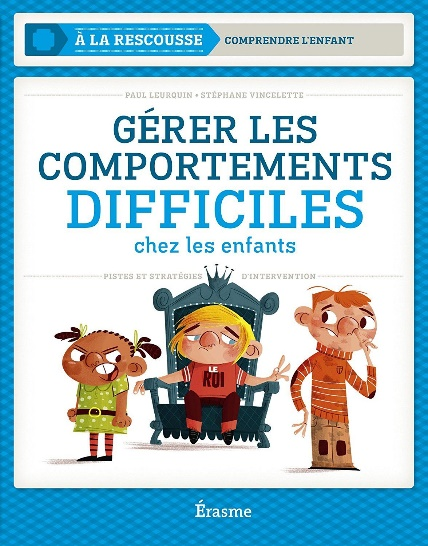 À LA RESCOUSSE COMPRENDRE L'ENFANT
PAUL LEURQUIN • STÉPHANE VINCELETTE
GÉRER LES
COMPORTEMENTS
DIFFICILES
chez les enfants
PISTES ET STRATÉGIES D'INTERVENTION
LE
ROI
Érasme